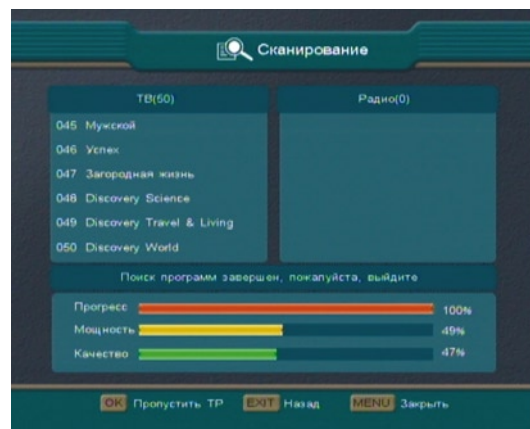 Сканирование
ТВ(50) Радио(0)
045 Мужской
046 Успех
047 Загородная жизнь
048 Discovery Science
049 Discovery Travel & Living
050 Discovery World
Поиск программ завершен, пожалуйста, выйдите
Прогресс 100%
Мощность 49%
Качество 47%
OK Пропустить ТР EXIT Назад MENU Закрыть